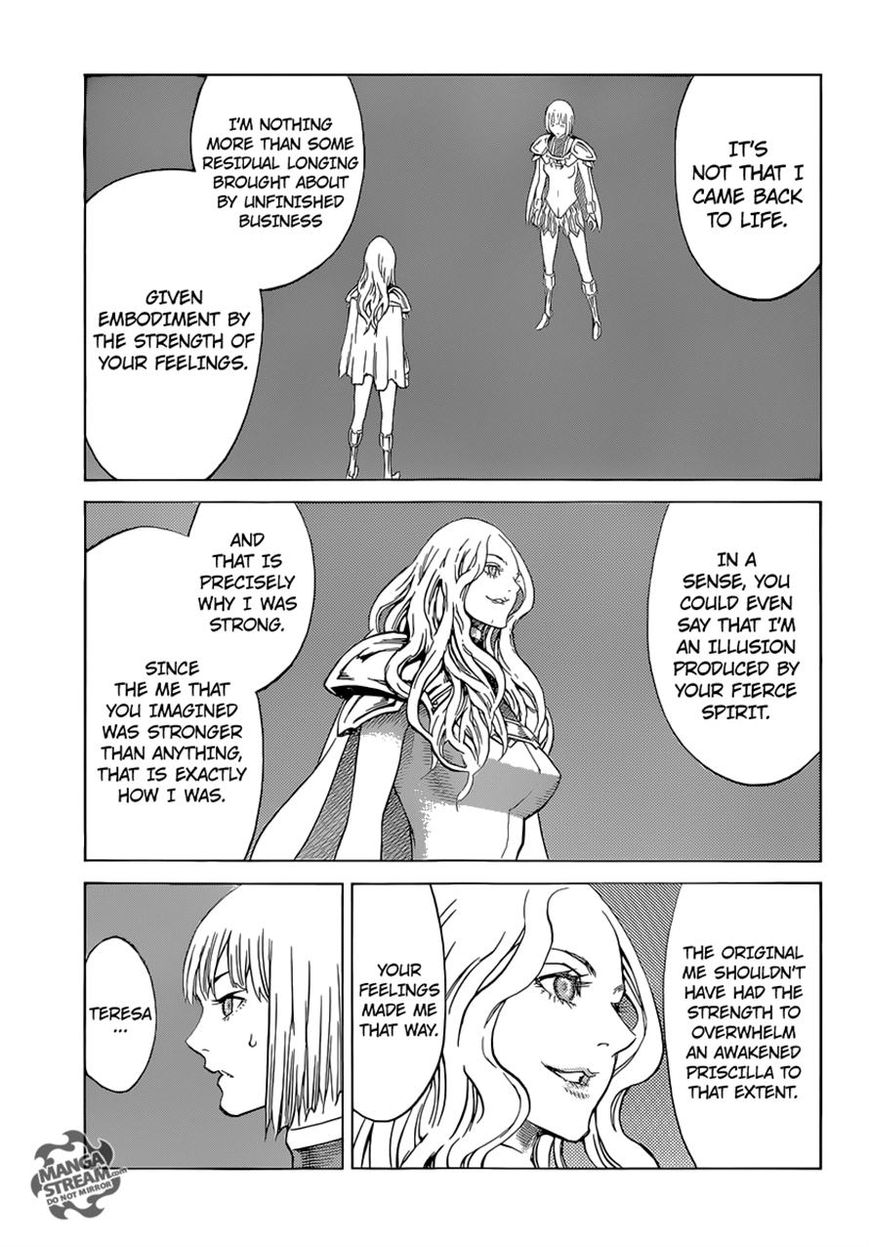 IT'S
NOT THAT I
CAME BACK
TO LIFE.
I'M NOTHING
MORE THAN SOME
RESIDUAL LONGING
BROUGHT ABOUT
BY UNFINISHED
BUSINESS
GIVEN
EMBODIMENT BY
THE STRENGTH OF
YOUR FEELINGS.
IN A
SENSE, YOU
COULD EVEN
SAY THAT I'M
AN ILLUSION
PRODUCED BY
YOUR FIERCE
SPIRIT.
AND
THAT IS
PRECISELY
WHY I WAS
STRONG.
SINCE
THE ME THAT
YOU IMAGINED
WAS STRONGER
THAN ANYTHING,
THAT IS EXACTLY
HOW I WAS.
THE ORIGINAL
ME SHOULDN'T
HAVE HAD THE
STRENGTH TO
OVERWHELM
AN AWAKENED
PRISCILLA TO
THAT EXTENT.
YOUR
FEELINGS
MADE ME
THAT WAY.
TERESA
...
MANGA
STREAM.com
DO NOT MIRROR